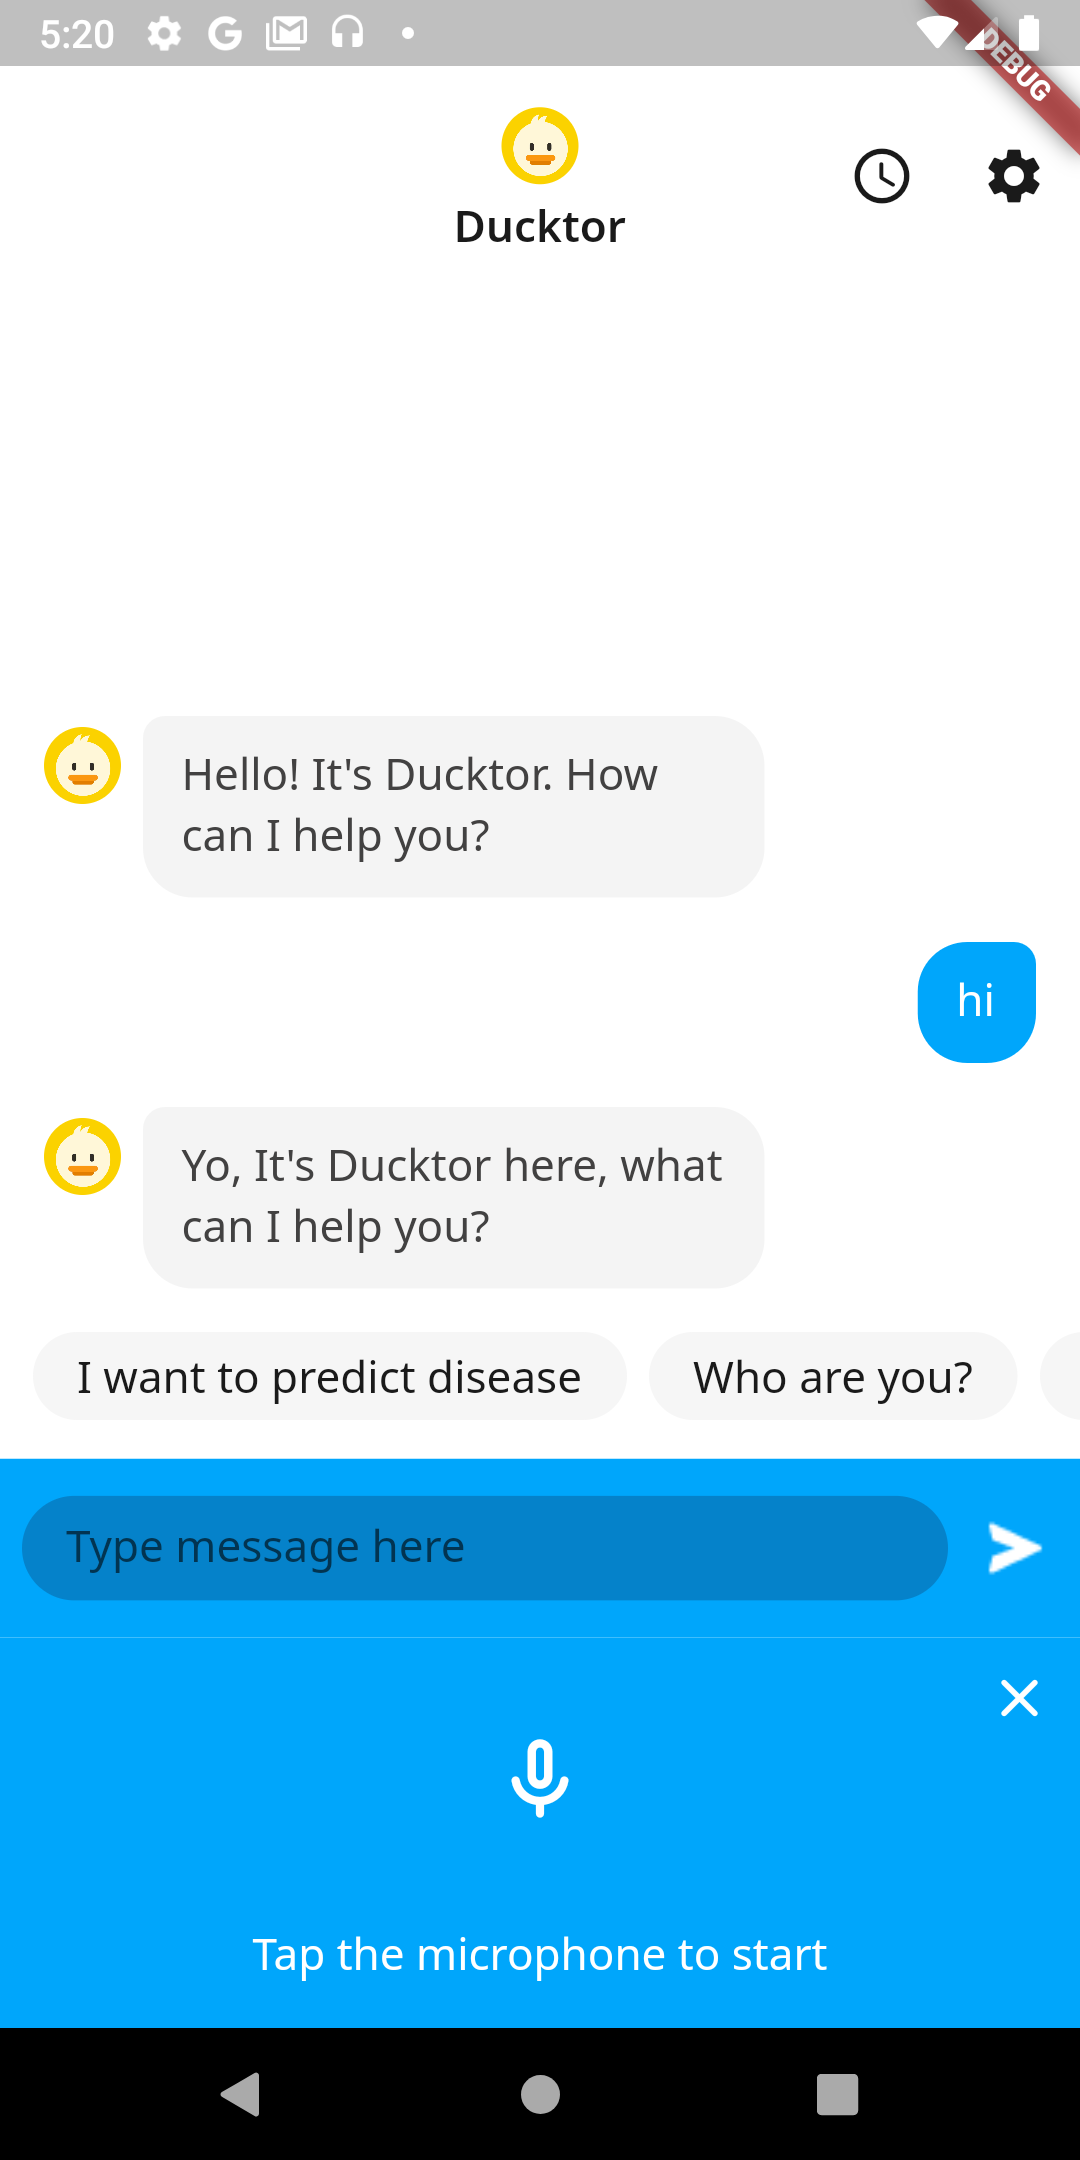 5:20
DEBUG
Ducktor
Hello! It's Ducktor. How
can I help you?
hi
Yo, It's Ducktor here, what
can I help you?
I want to predict disease
Who are you?
Type message here
Tap the microphone to start